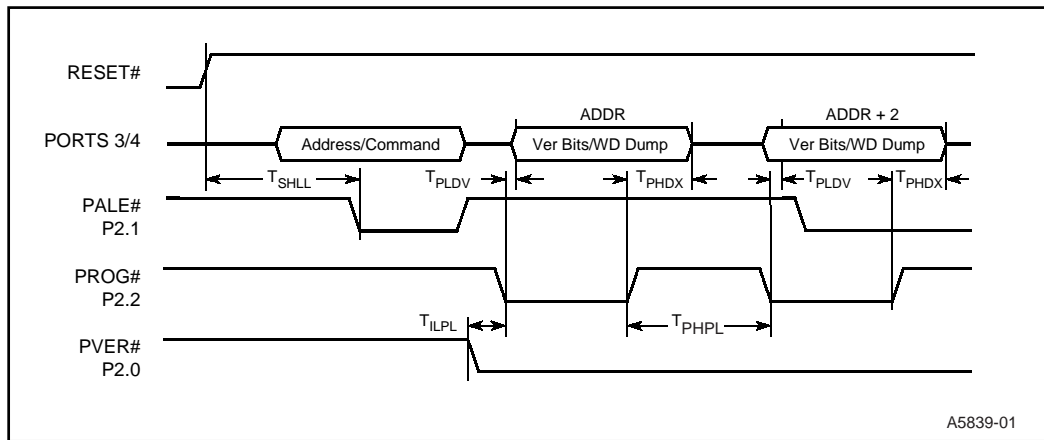 RESET#
ADDR
ADDR + 2
PORTS 3/4
Address/Command
Ver Bits/WD Dump
Ver Bits/WD Dump
TSHLL
TPLDV
TPHDX
TPLDV
TPHDX
PALE#
P2.1
PROG#
P2.2
TILPL
TPHPL
PVER#
P2.0
A5839-01